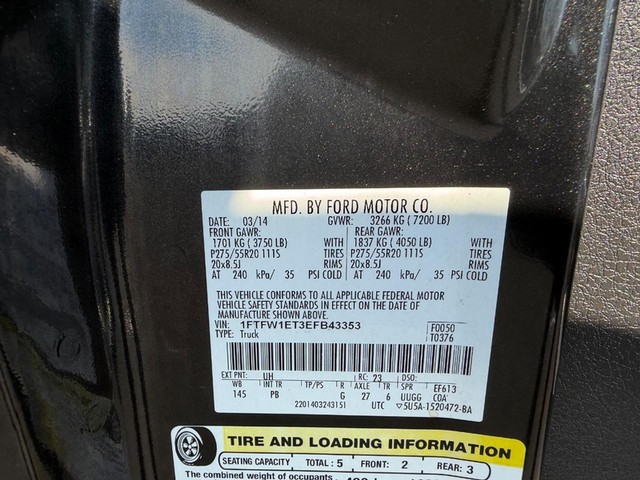 MFD. BY FORD MOTOR CO.
DATE: 03/14 GVWR: 3266 KG ( 7200 LB)
FRONT GAWR: REAR GAWR:
1701 KG ( 3750 LB) WITH 1837 KG ( 4050 LB) WITH
P275/55R20 111S TIRES P275/55R20 111S TIRES
20x8.5J RIMS 20x8.5J RIMS
AT 240 kPa/ 35 PSI COLD AT 240 kPa/ 35 PSI COLD
THIS VEHICLE CONFORMS TO ALL APPLICABLE FEDERAL MOTOR
VEHICLE SAFETY STANDARDS IN EFFECT ON THE DATE OF
MANUFACTURE SHOWN ABOVE.
VIN: 1FTFW1ET3EFB43353 F0050
TYPE: Truck T0376
EXT PNT: UH RC: 23 DSO:
WB INT TR TP/PS R AXLE TR SPR EF613
145 PB G 27 6 UUGG COA
2201403243151 UTC ▽5U5A-1520472-BA
TIRE AND LOADING INFORMATION
SEATING CAPACITY TOTAL: 5 FRONT: 2 REAR: 3
The combined weight of occupants